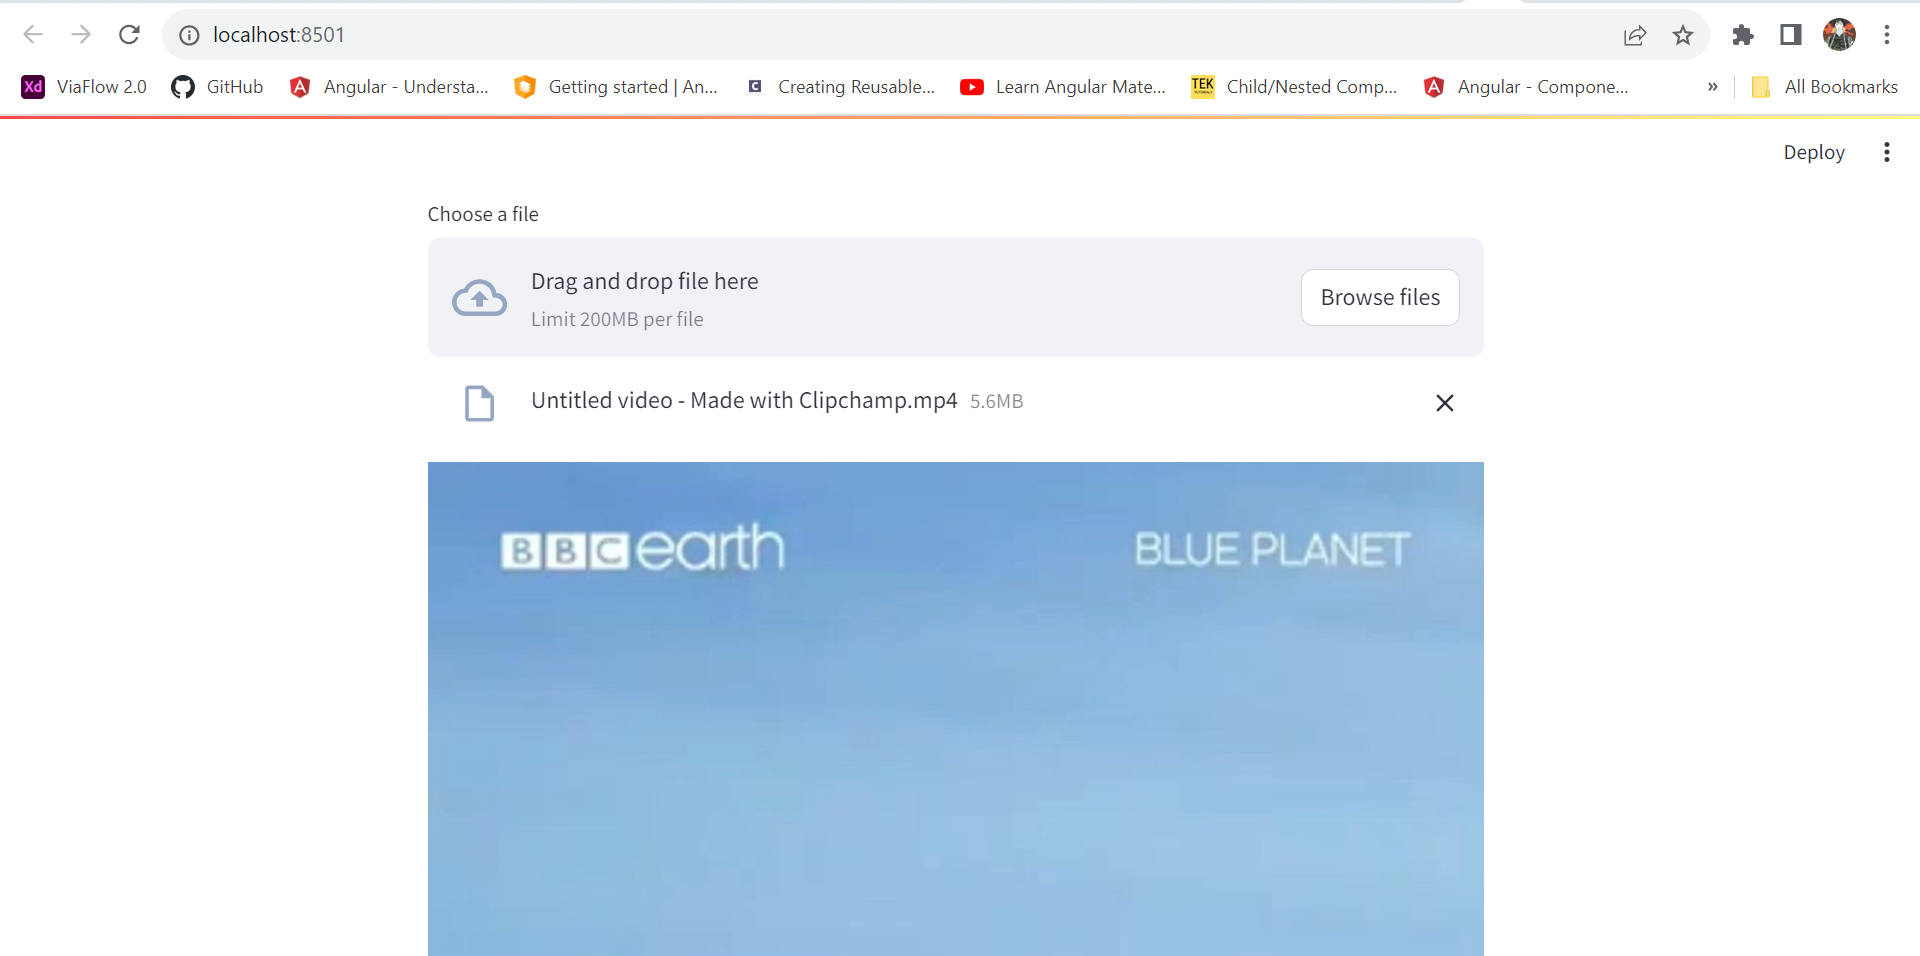 localhost:8501
Xd ViaFlow 2.0 GitHub A Angular - Understa... Getting started | An... C Creating Reusable... Learn Angular Mate... TEK Child/Nested Comp... A Angular - Compone... » All Bookmarks
Deploy
Choose a file
Drag and drop file here
Limit 200MB per file
Browse files
Untitled video - Made with Clipchamp.mp4 5.6MB
BBC earth BLUE PLANET